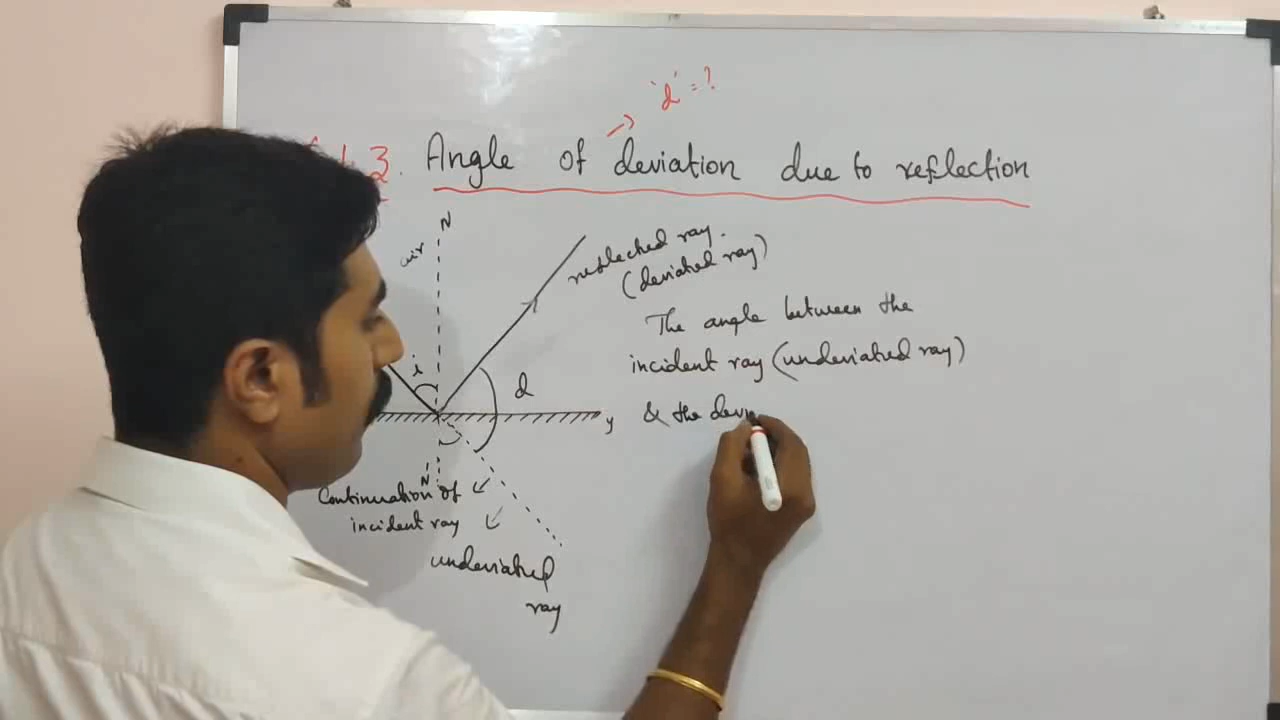 'd' = ?
3. Angle of deviation due to reflection
N
air
reflected ray.
(deviated ray)
The angle between the
incident ray (undeviated ray)
i
d
& the dev
y
N'
Continuation of
incident ray
undeviated
ray